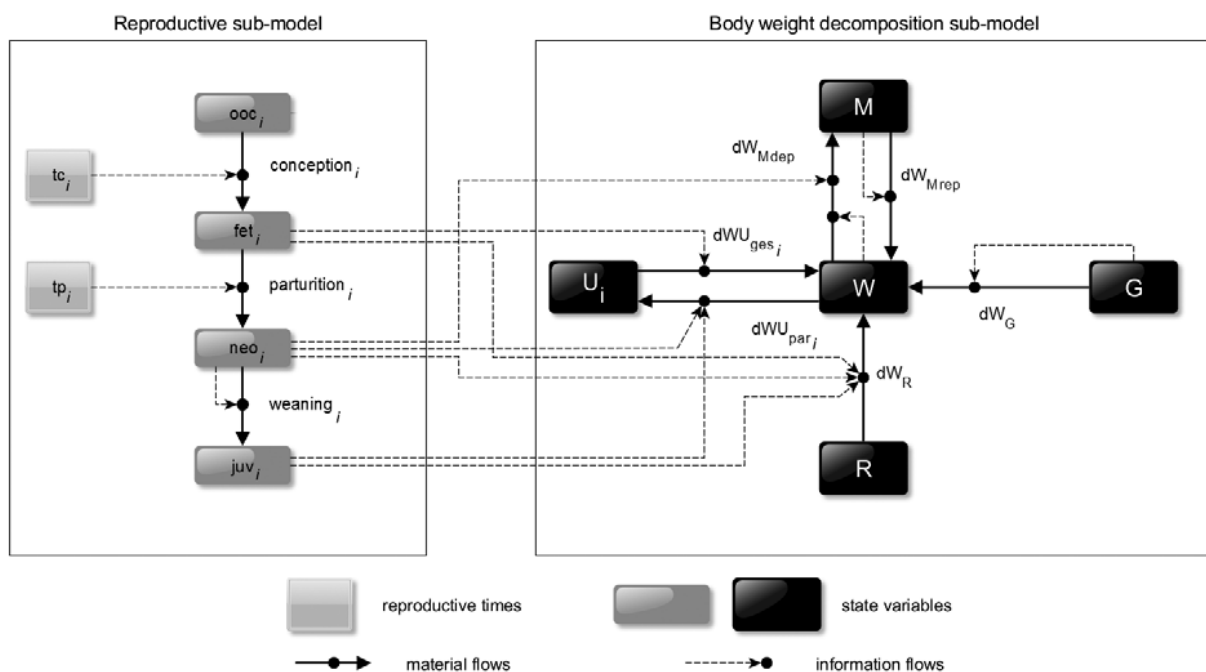 Reproductive sub-model
Body weight decomposition sub-model
ooc i
M
tc i
conception i
dW Mdep
dW Mrep
fet i
dWU ges i
tp i
parturition i
U i
W
G
dW G
neo i
dWU par i
dW R
weaning i
juv i
R
reproductive times
state variables
material flows
information flows